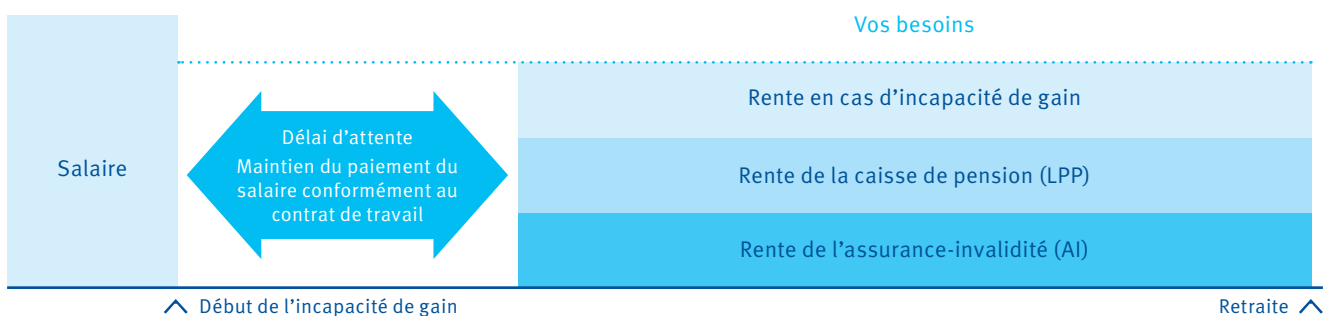 Vos besoins
Salaire
Délai d’attente
Maintien du paiement du
salaire conformément au
contrat de travail
Rente en cas d’incapacité de gain
Rente de la caisse de pension (LPP)
Rente de l’assurance-invalidité (AI)
Début de l’incapacité de gain
Retraite